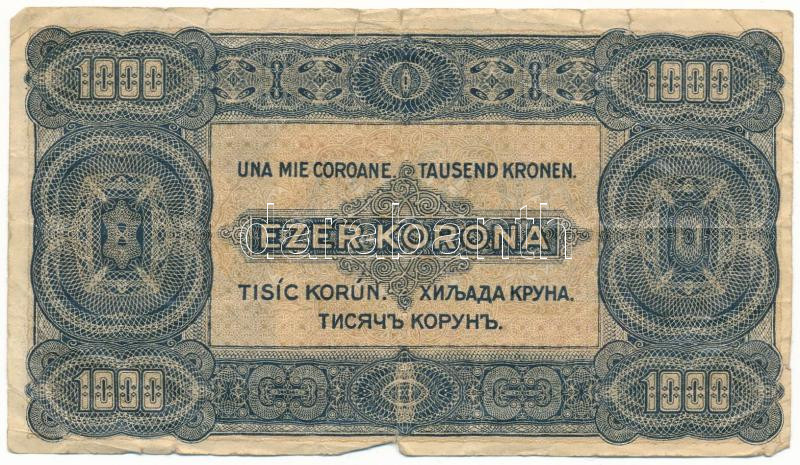 1000 1000
UNA MIE COROANE. TAUSEND KRONEN.
EZER KORONA
TISÍC KORÚN. ХИЉАДА КРУНА.
ТИСЯЧЪ КОРУНЪ.
1000 1000